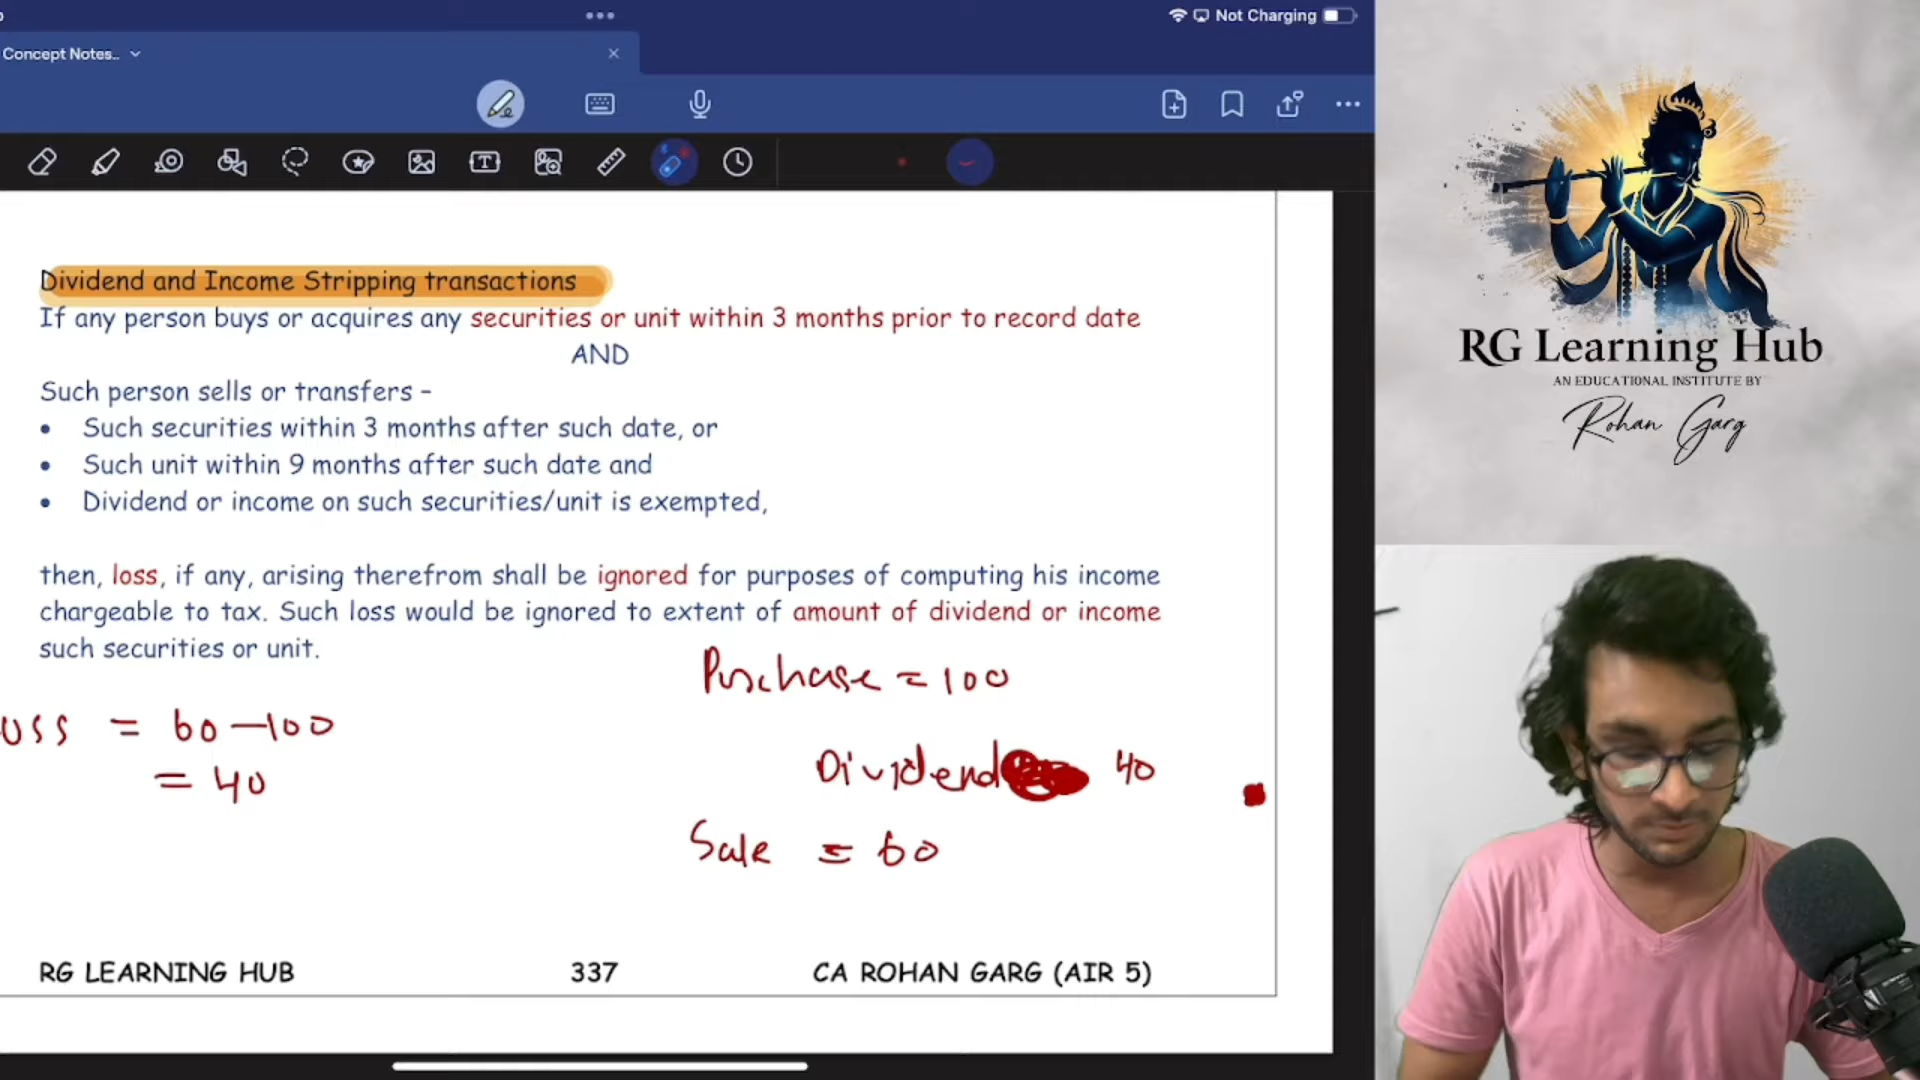 Not Charging
Concept Notes..
Dividend and Income Stripping transactions
If any person buys or acquires any securities or unit within 3 months prior to record date
AND
Such person sells or transfers –
• Such securities within 3 months after such date, or
• Such unit within 9 months after such date and
• Dividend or income on such securities/unit is exempted,
then, loss, if any, arising therefrom shall be ignored for purposes of computing his income
chargeable to tax. Such loss would be ignored to extent of amount of dividend or income
such securities or unit.
Purchase = 100
oss = 60 — 100
= 40
Dividend 40
Sale = 60
RG LEARNING HUB 337 CA ROHAN GARG (AIR 5)
RG Learning Hub
AN EDUCATIONAL INSTITUTE BY
Rohan Garg